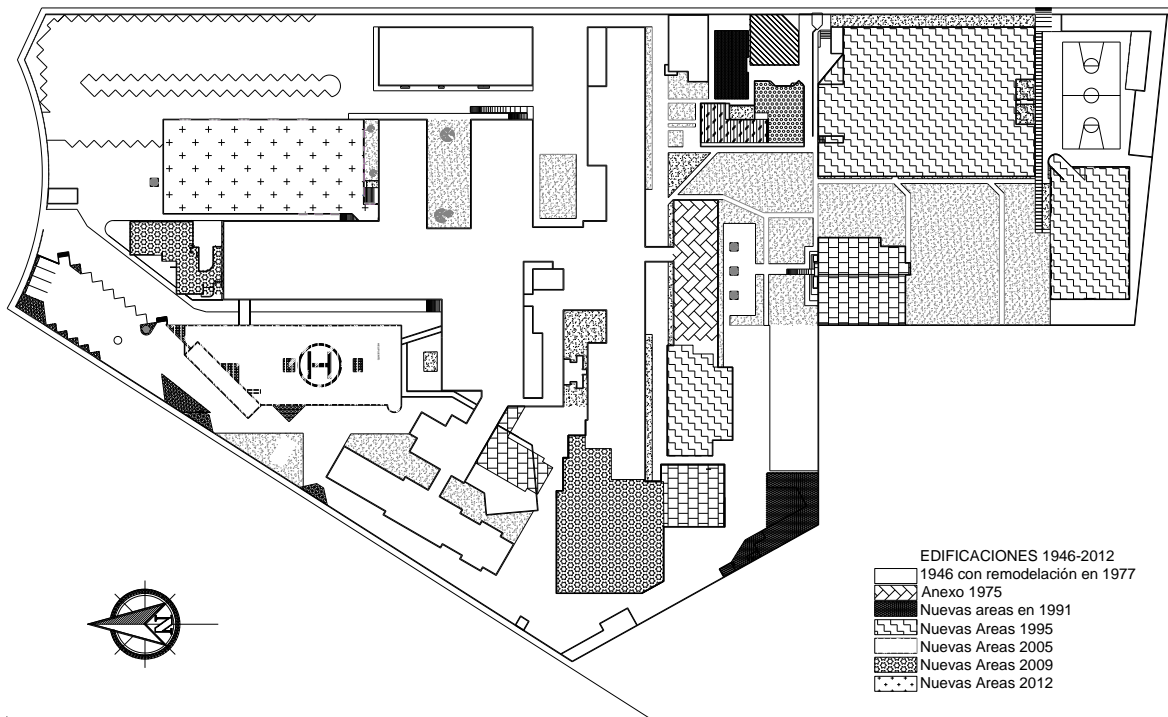 H
N
EDIFICACIONES 1946-2012
1946 con remodelación en 1977
Anexo 1975
Nuevas areas en 1991
Nuevas Areas 1995
Nuevas Areas 2005
Nuevas Areas 2009
Nuevas Areas 2012